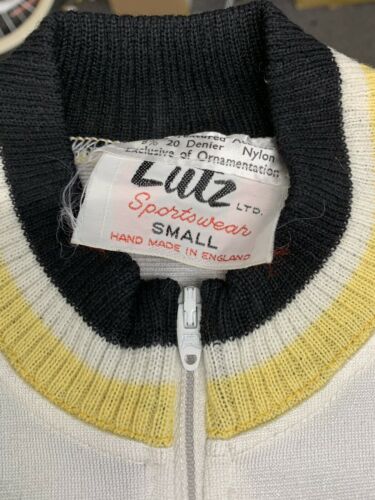 20 Denier Nylon
Exclusive of Ornamentation
Lutz LTD.
Sportswear
SMALL
HAND MADE IN ENGLAND